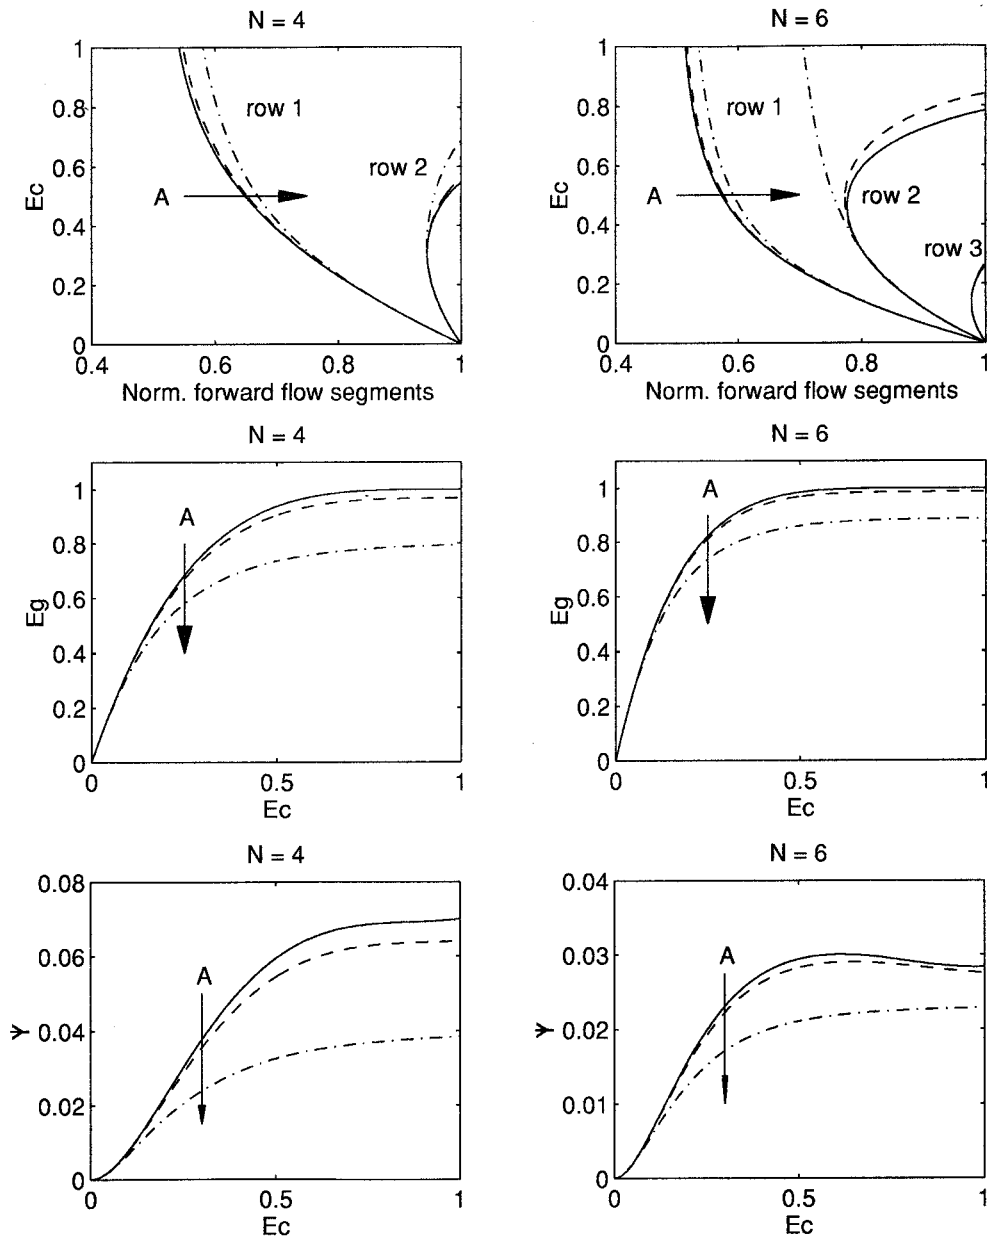 N = 4
1
0.8
0.6
0.4
0.2
0
Ec
row 1
row 2
A
0.4
0.6
0.8
1
Norm. forward flow segments
N = 6
1
0.8
0.6
0.4
0.2
0
Ec
row 1
row 2
row 3
A
0.4
0.6
0.8
1
Norm. forward flow segments
N = 4
1
0.8
0.6
0.4
0.2
0
Eg
A
0
0.5
1
Ec
N = 6
1
0.8
0.6
0.4
0.2
0
Eg
A
0
0.5
1
Ec
N = 4
0.08
0.06
0.04
0.02
0
Ψ
A
0
0.5
1
Ec
N = 6
0.04
0.03
0.02
0.01
0
Ψ
A
0
0.5
1
Ec